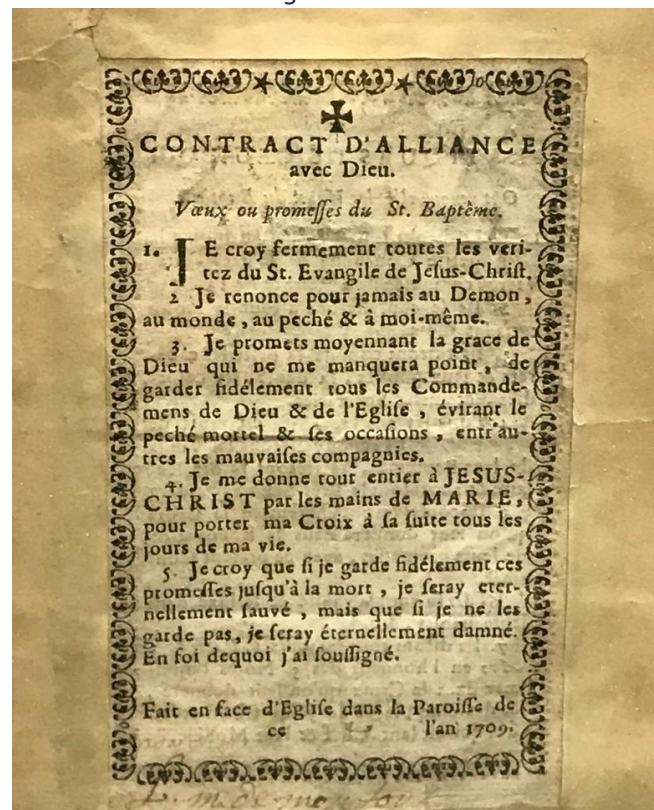 CONTRACT D'ALLIANCE
avec Dieu.
Vœux ou promeſſes du St. Baptême.
1. JE croy fermement toutes les veri-
tez du St. Evangile de Jeſus-Chriſt.
2 Je renonce pour jamais au Demon,
au monde, au peché & à moi-même.
3. Je promets moyennant la grace de
Dieu qui ne me manquera point, de
garder fidélement tous les Commande-
mens de Dieu & de l'Egliſe, évitant le
peché mortel & ſes occaſions, entr'au-
tres les mauvaiſes compagnies.
4. Je me donne tout entier à JESUS-
CHRIST par les mains de MARIE,
pour porter ma Croix à ſa ſuite tous les
jours de ma vie.
5. Je croy que ſi je garde fidélement ces
promeſſes juſqu'à la mort, je ſeray eter-
nellement ſauvé, mais que ſi je ne les
garde pas, je ſeray éternellement damné.
En foi dequoi j'ai ſouſſigné.
Fait en face d'Egliſe dans la Paroiſſe de
ce l'an 1709.